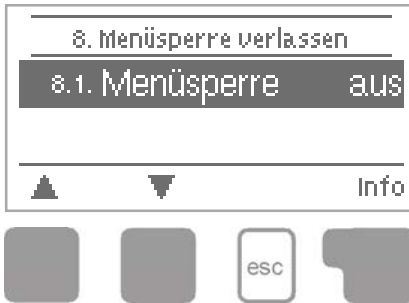 8. Menüsperre verlassen
8.1. Menüsperre aus
Info
esc